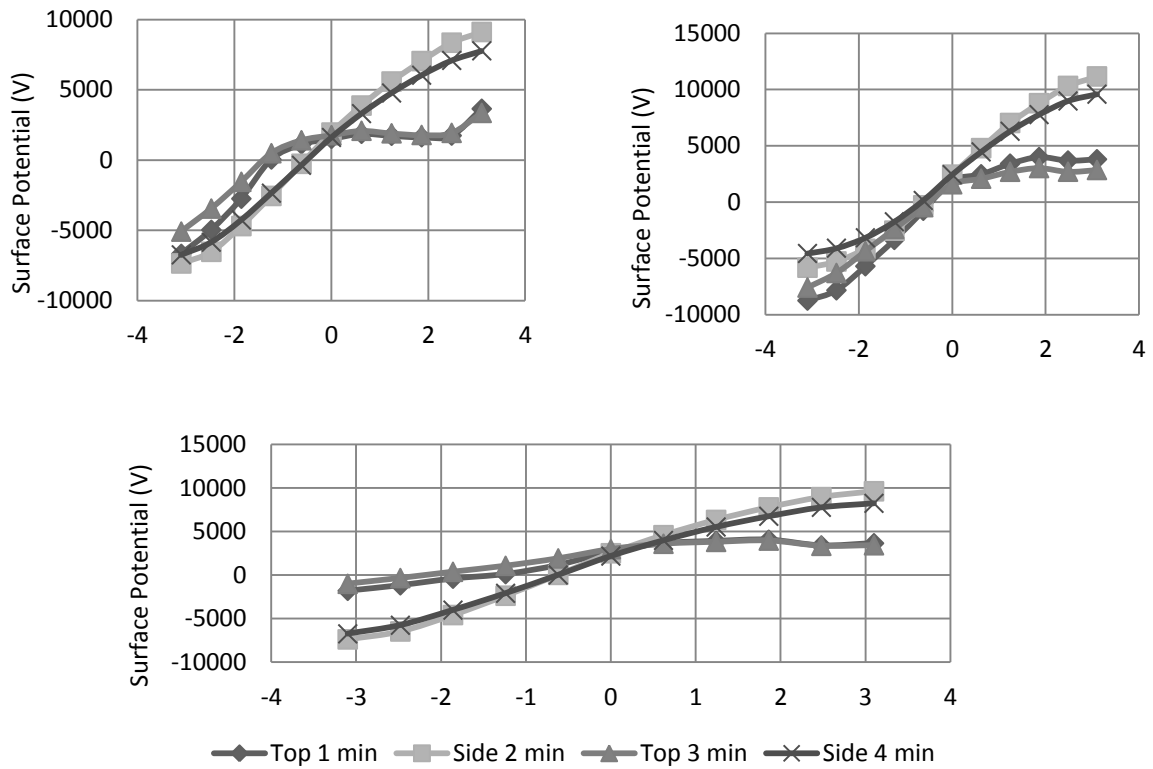 10000
5000
0
-5000
-10000
Surface Potential (V)
-4 -2 0 2 4
15000
10000
5000
0
-5000
-10000
Surface Potential (V)
-4 -2 0 2 4
15000
10000
5000
0
-5000
-10000
Surface Potential (V)
-4 -3 -2 -1 0 1 2 3 4
Top 1 min Side 2 min Top 3 min Side 4 min